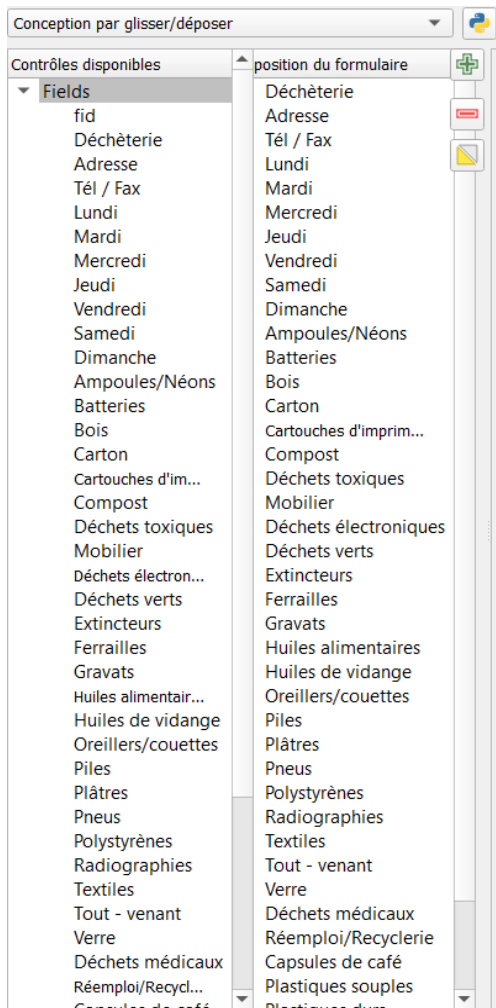 Conception par glisser/déposer
Contrôles disponibles
Fields
fid
Déchèterie
Adresse
Tél / Fax
Lundi
Mardi
Mercredi
Jeudi
Vendredi
Samedi
Dimanche
Ampoules/Néons
Batteries
Bois
Carton
Cartouches d'im...
Compost
Déchets toxiques
Mobilier
Déchets électron...
Déchets verts
Extincteurs
Ferrailles
Gravats
Huiles alimentair...
Huiles de vidange
Oreillers/couettes
Piles
Plâtres
Pneus
Polystyrènes
Radiographies
Textiles
Tout - venant
Verre
Déchets médicaux
Réemploi/Recycl...
Capsules de café
position du formulaire
Déchèterie
Adresse
Tél / Fax
Lundi
Mardi
Mercredi
Jeudi
Vendredi
Samedi
Dimanche
Ampoules/Néons
Batteries
Bois
Carton
Cartouches d'imprim...
Compost
Déchets toxiques
Mobilier
Déchets électroniques
Déchets verts
Extincteurs
Ferrailles
Gravats
Huiles alimentaires
Huiles de vidange
Oreillers/couettes
Piles
Plâtres
Pneus
Polystyrènes
Radiographies
Textiles
Tout - venant
Verre
Déchets médicaux
Réemploi/Recyclerie
Capsules de café
Plastiques souples
Plastiques durs